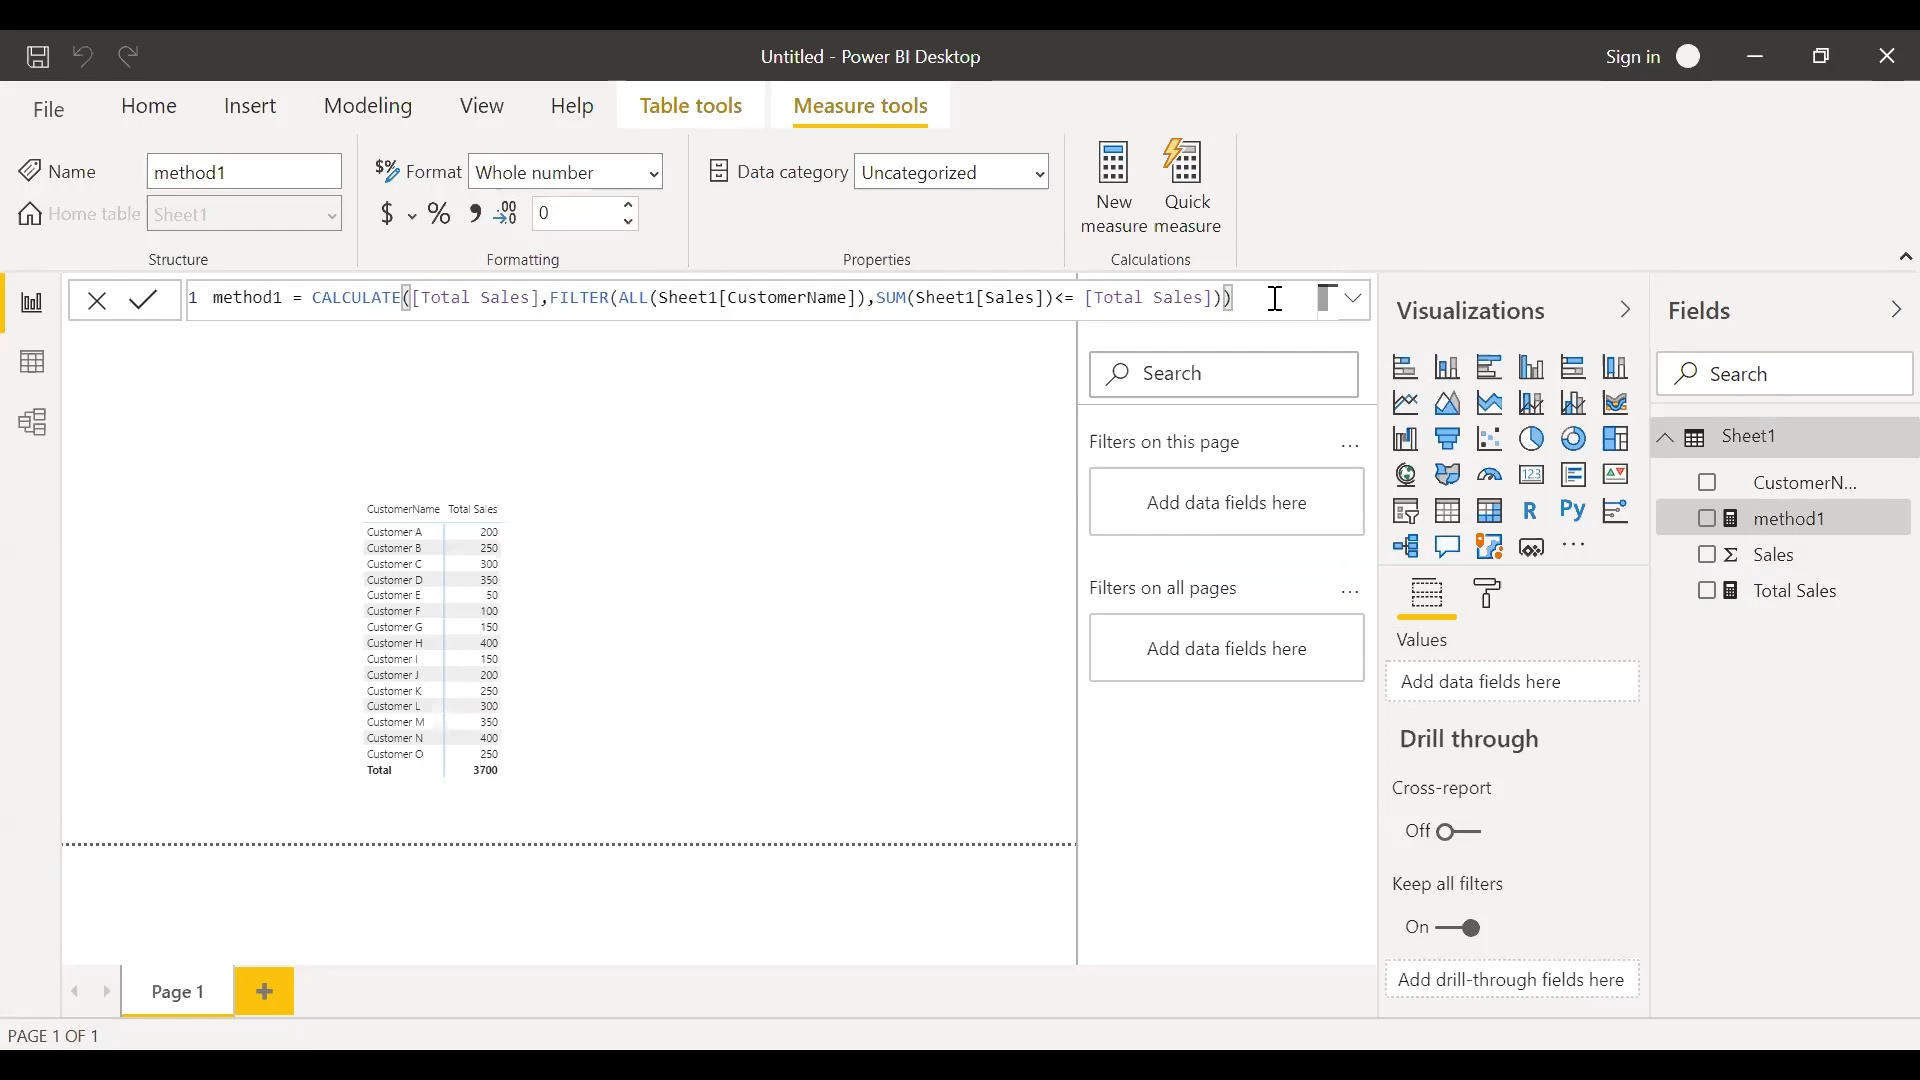 Untitled - Power BI Desktop
Sign in
File
Home
Insert
Modeling
View
Help
Table tools
Measure tools
Name
method1
Home table
Sheet1
Structure
$% Format
Whole number
$ % , .00 →.0
0
Formatting
Data category
Uncategorized
Properties
New measure
Quick measure
Calculations
1 method1 = CALCULATE([Total Sales],FILTER(ALL(Sheet1[CustomerName]),SUM(Sheet1[Sales])<= [Total Sales]))
CustomerName Total Sales
Customer A 200
Customer B 250
Customer C 300
Customer D 350
Customer E 50
Customer F 100
Customer G 150
Customer H 400
Customer I 150
Customer J 200
Customer K 250
Customer L 300
Customer M 350
Customer N 400
Customer O 250
Total 3700
Search
Filters on this page ...
Add data fields here
Filters on all pages ...
Add data fields here
Visualizations
123
R
Py
...
Values
Add data fields here
Drill through
Cross-report
Off
Keep all filters
On
Add drill-through fields here
Fields
Search
Sheet1
CustomerN...
method1
Σ Sales
Total Sales
Page 1
+
PAGE 1 OF 1